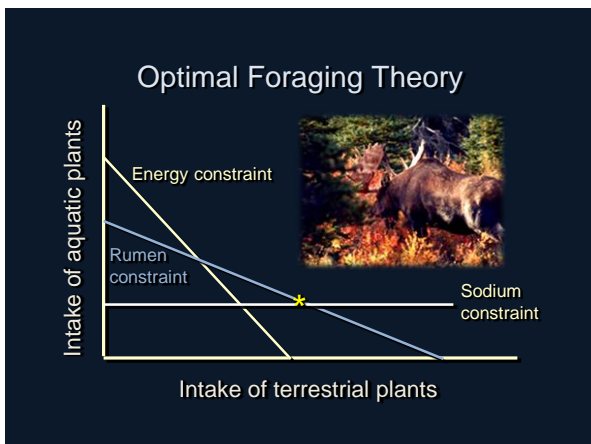 Optimal Foraging Theory
Intake of aquatic plants
Energy constraint
Rumen
constraint
*
Sodium
constraint
Intake of terrestrial plants